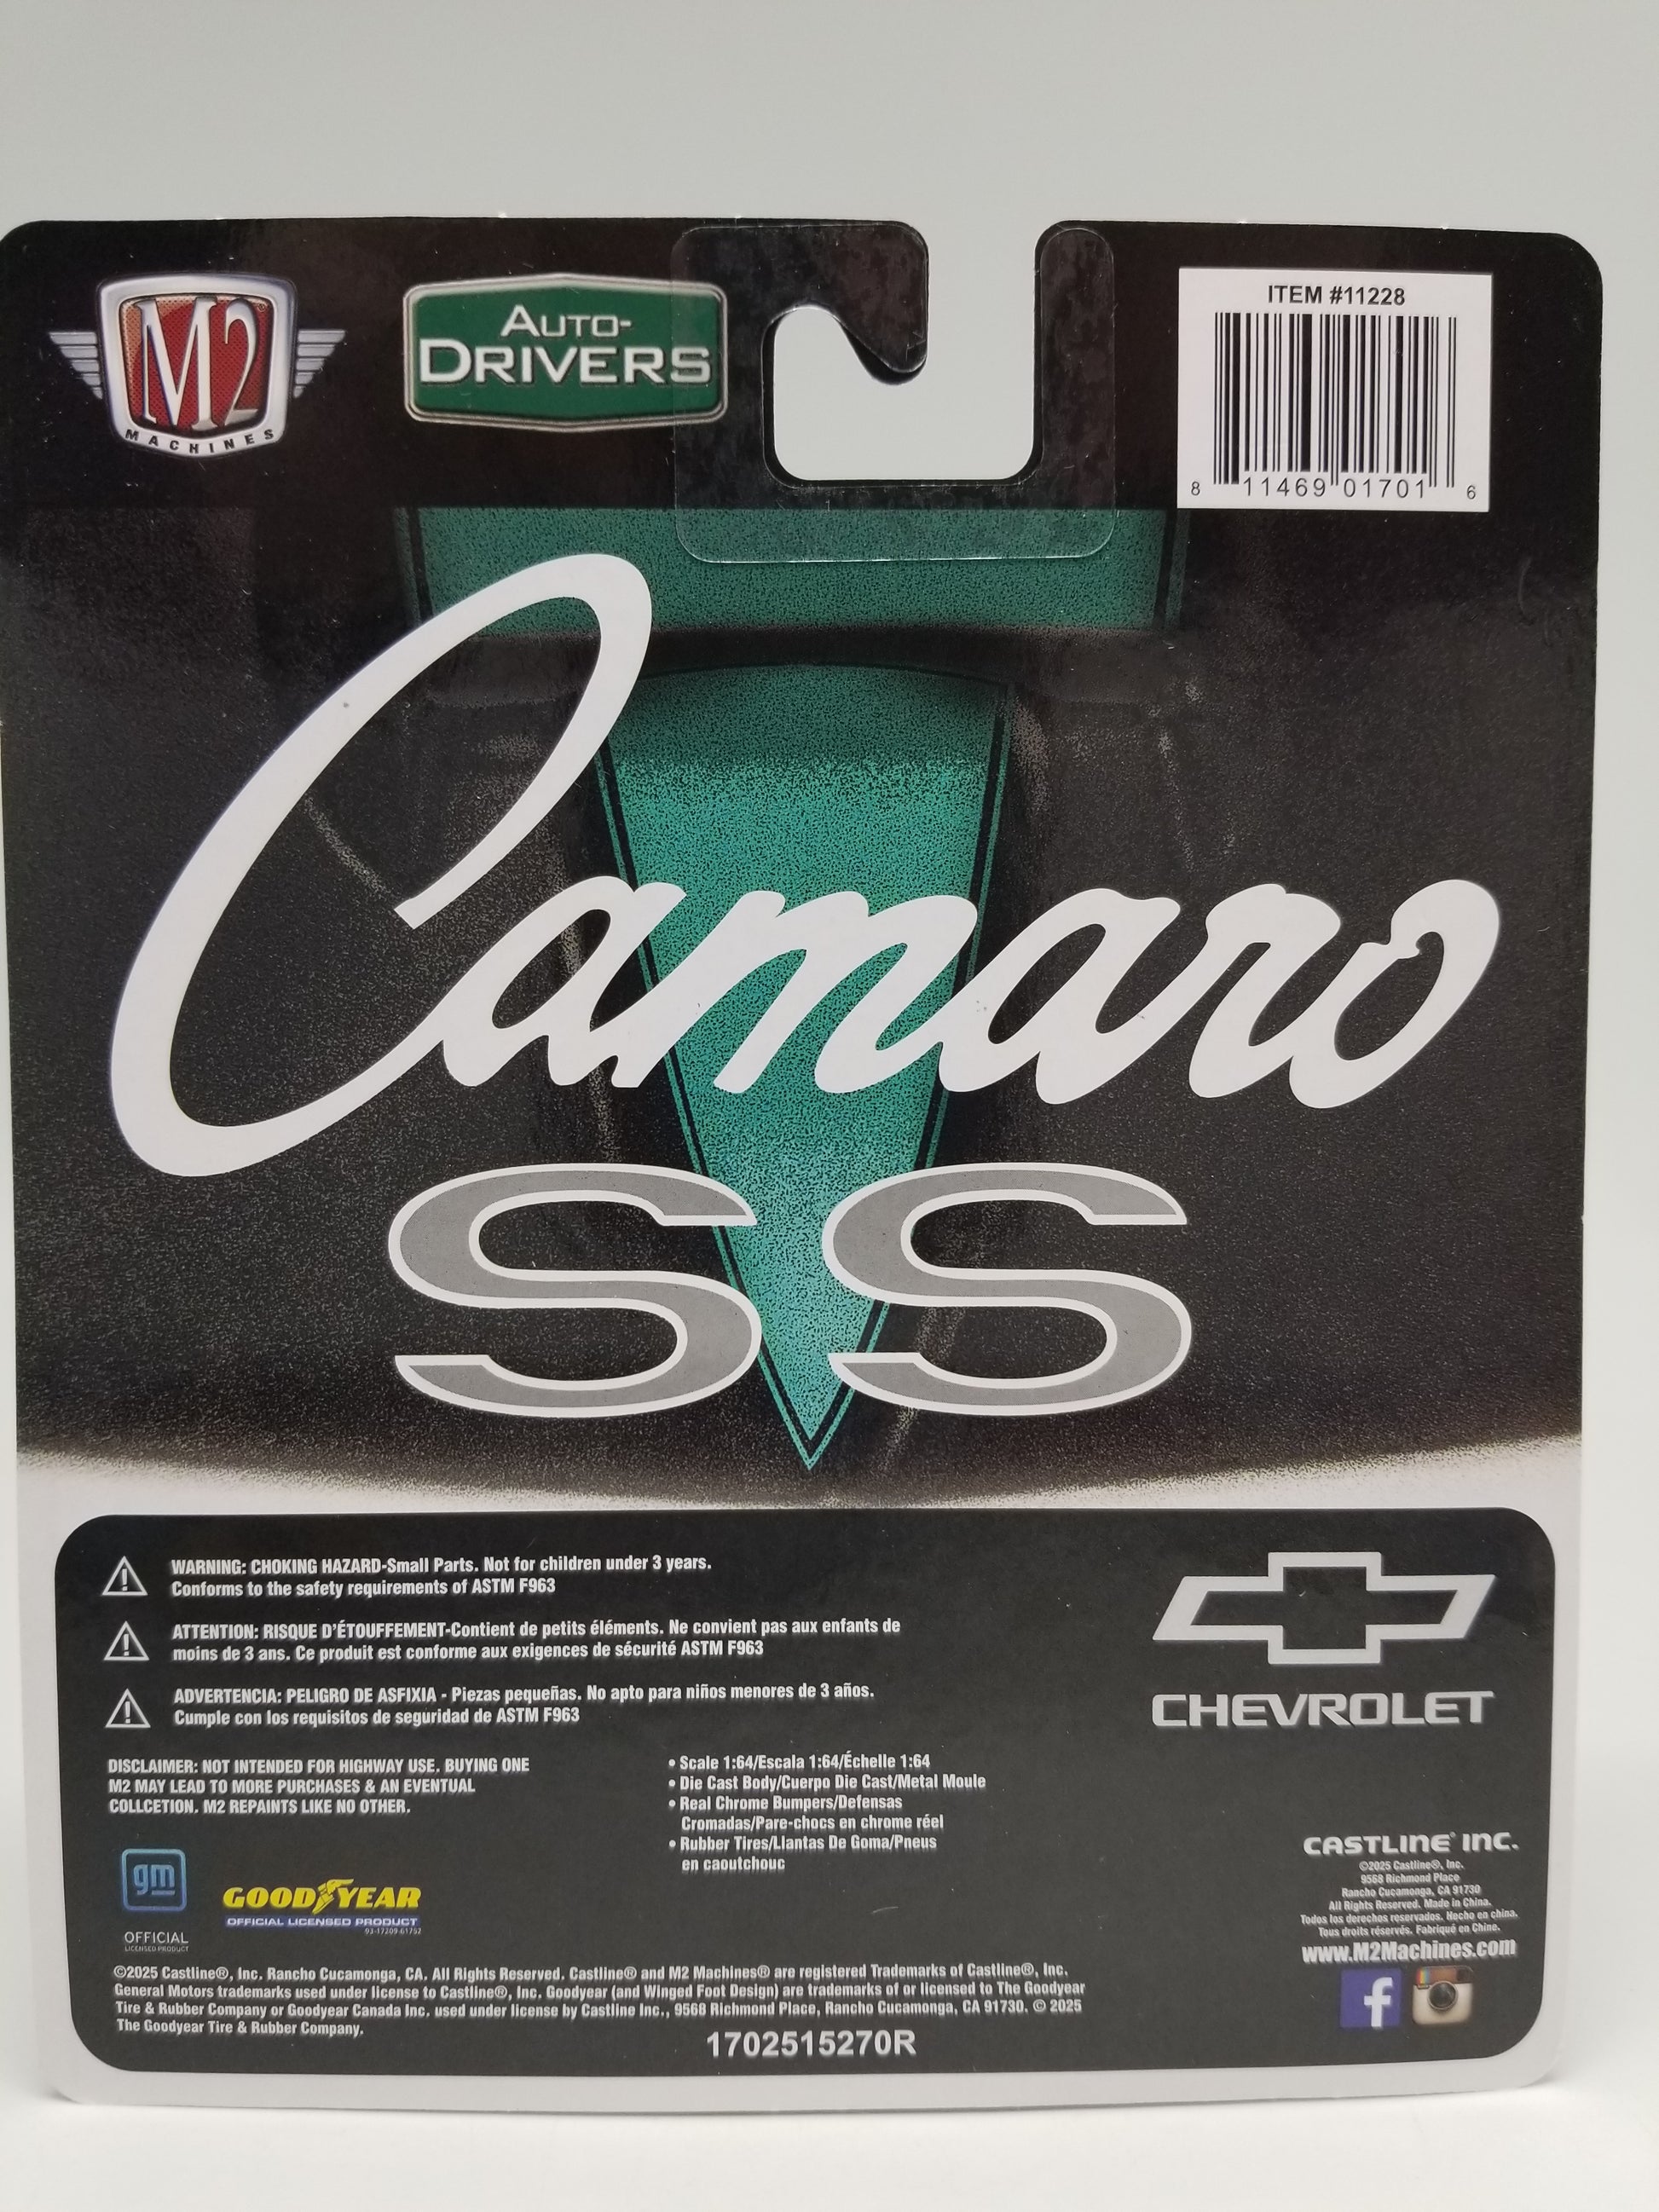 M2
MACHINES
AUTO-
DRIVERS
ITEM #11228
8 11469 01701 6
Camaro
SS
WARNING: CHOKING HAZARD-Small Parts. Not for children under 3 years.
Conforms to the safety requirements of ASTM F963
ATTENTION: RISQUE D'ÉTOUFFEMENT-Contient de petits éléments. Ne convient pas aux enfants de
moins de 3 ans. Ce produit est conforme aux exigences de sécurité ASTM F963
ADVERTENCIA: PELIGRO DE ASFIXIA - Piezas pequeñas. No apto para niños menores de 3 años.
Cumple con los requisitos de seguridad de ASTM F963
CHEVROLET
DISCLAIMER: NOT INTENDED FOR HIGHWAY USE. BUYING ONE
M2 MAY LEAD TO MORE PURCHASES & AN EVENTUAL
COLLCETION. M2 REPAINTS LIKE NO OTHER.
• Scale 1:64/Escala 1:64/Échelle 1:64
• Die Cast Body/Cuerpo Die Cast/Metal Moule
• Real Chrome Bumpers/Defensas
Cromadas/Pare-chocs en chrome réel
• Rubber Tires/Llantas De Goma/Pneus
en caoutchouc
gm
OFFICIAL
LICENSED PRODUCT
GOODYEAR
OFFICIAL LICENSED PRODUCT
93-17209-61752
CASTLINE® INC.
©2025 Castline®, Inc.
9568 Richmond Place
Rancho Cucamonga, CA 91730
All Rights Reserved. Made in China.
Todos los derechos reservados. Hecho en china.
Tous droits réservés. Fabriqué en Chine.
www.M2Machines.com
f
©2025 Castline®, Inc. Rancho Cucamonga, CA. All Rights Reserved. Castline® and M2 Machines® are registered Trademarks of Castline®, Inc.
General Motors trademarks used under license to Castline®, Inc. Goodyear (and Winged Foot Design) are trademarks of or licensed to The Goodyear
Tire & Rubber Company or Goodyear Canada Inc. used under license by Castline Inc., 9568 Richmond Place, Rancho Cucamonga, CA 91730. © 2025
The Goodyear Tire & Rubber Company.
1702515270R